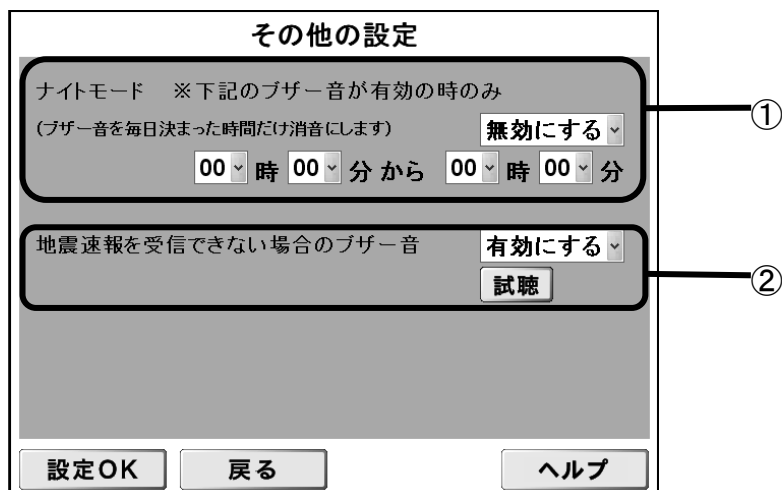 その他の設定
ナイトモード ※下記のブザー音が有効の時のみ
①
(ブザー音を毎日決まった時間だけ消音にします) 無効にする
00 時 00 分 から 00 時 00 分
地震速報を受信できない場合のブザー音 有効にする
②
試聴
設定OK 戻る ヘルプ